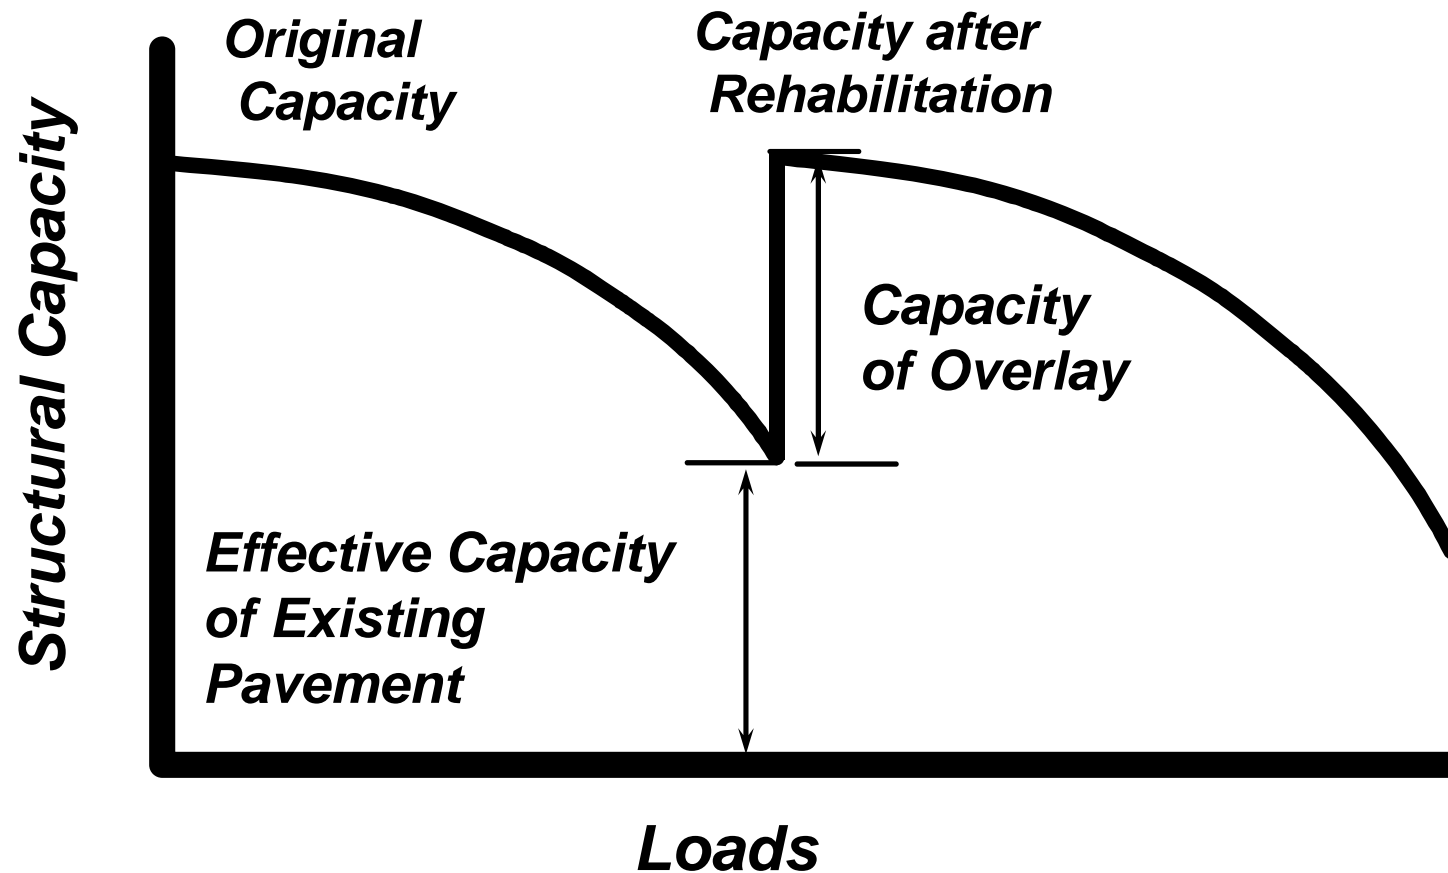 Original
Capacity
Capacity after
Rehabilitation
Structural Capacity
Capacity
of Overlay
Effective Capacity
of Existing
Pavement
Loads